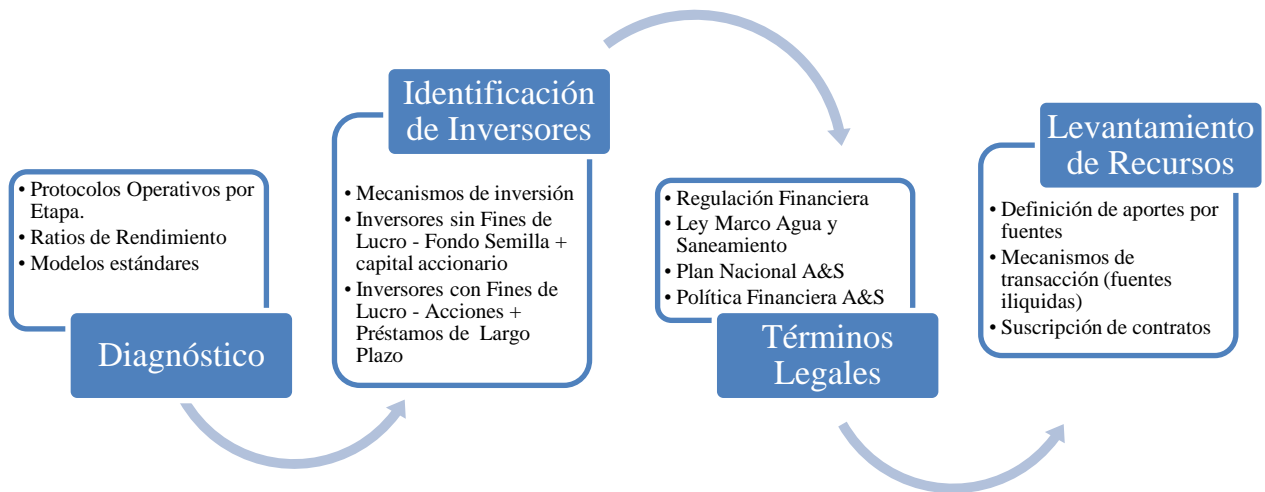 • Protocolos Operativos por
Etapa.
• Ratios de Rendimiento
• Modelos estándares
Diagnóstico
Identificación
de Inversores
• Mecanismos de inversión
• Inversores sin Fines de
Lucro - Fondo Semilla +
capital accionario
• Inversores con Fines de
Lucro - Acciones +
Préstamos de Largo
Plazo
• Regulación Financiera
• Ley Marco Agua y
Saneamiento
• Plan Nacional A&S
• Política Financiera A&S
Términos
Legales
Levantamiento
de Recursos
• Definición de aportes por
fuentes
• Mecanismos de
transacción (fuentes
iliquidas)
• Suscripción de contratos